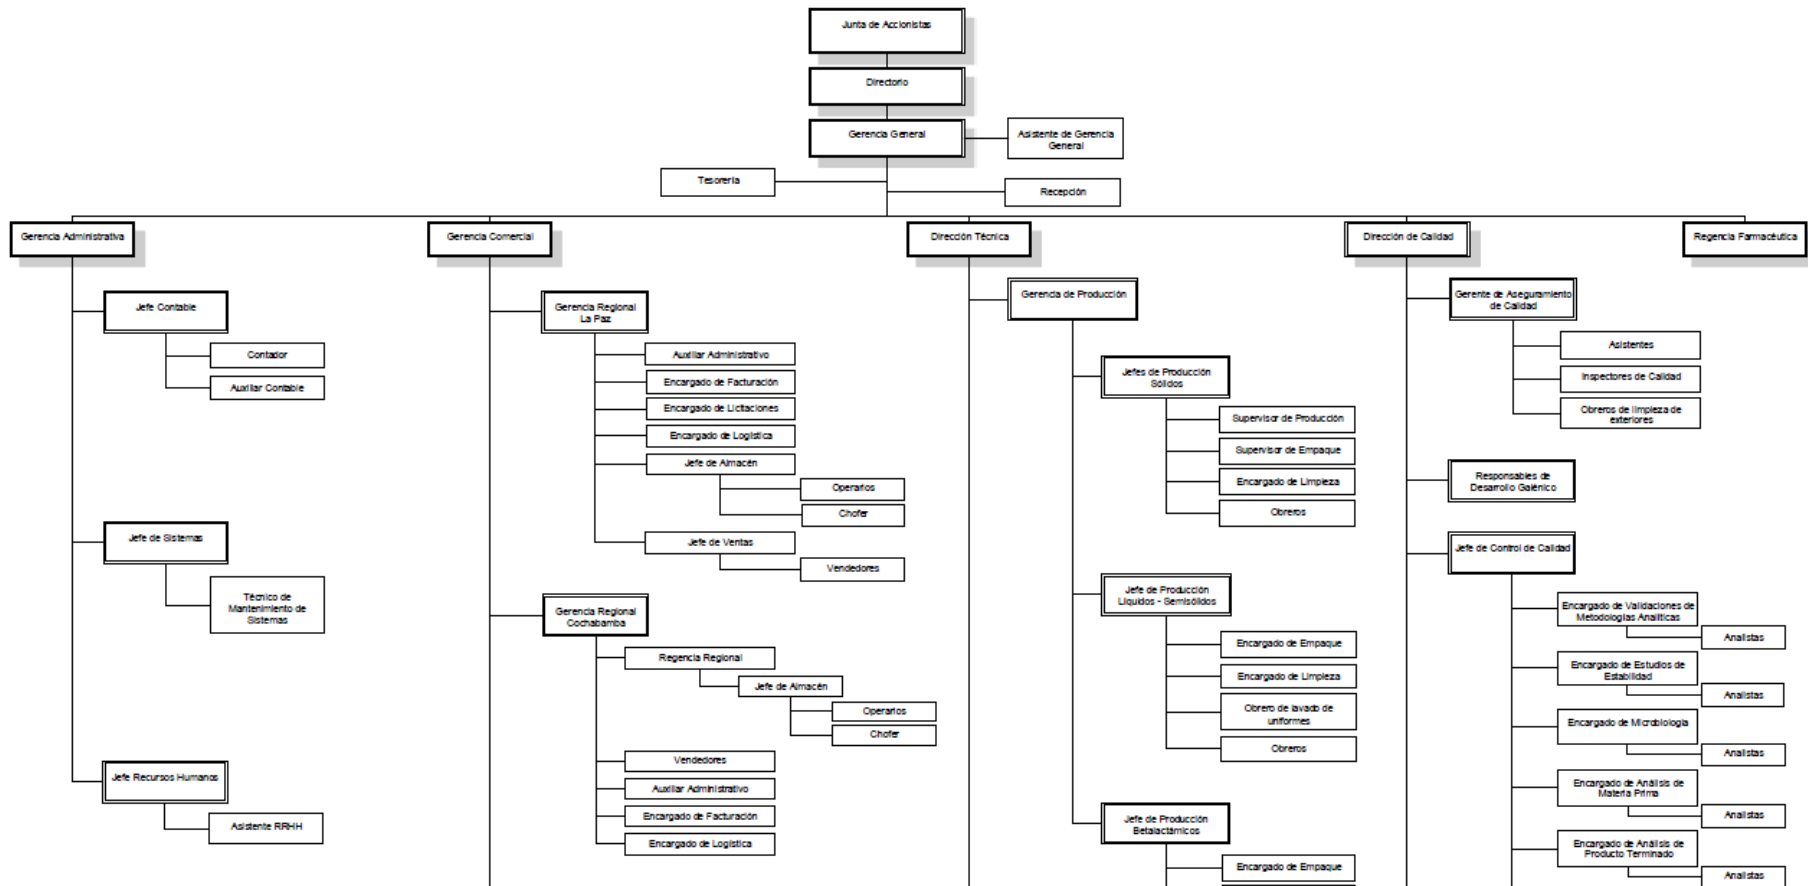 Junta de Accionistas
Directorio
Gerencia General
Asistente de Gerencia
General
Tesorería
Recepción
Gerencia Administrativa
Gerencia Comercial
Dirección Técnica
Dirección de Calidad
Regencia Farmacéutica
Jefe Contable
Contador
Auxiliar Contable
Jefe de Sistemas
Técnico de
Mantenimiento de
Sistemas
Jefe Recursos Humanos
Asistente RRHH
Gerencia Regional
La Paz
Auxiliar Administrativo
Encargado de Facturación
Encargado de Licitaciones
Encargado de Logística
Jefe de Almacén
Operarios
Chofer
Jefe de Ventas
Vendedores
Gerencia Regional
Cochabamba
Regencia Regional
Jefe de Almacén
Operarios
Chofer
Vendedores
Auxiliar Administrativo
Encargado de Facturación
Encargado de Logística
Gerencia de Producción
Jefes de Producción
Sólidos
Supervisor de Producción
Supervisor de Empaque
Encargado de Limpieza
Obreros
Jefe de Producción
Líquidos - Semisólidos
Encargado de Empaque
Encargado de Limpieza
Obrero de lavado de
uniformes
Obreros
Jefe de Producción
Betalactámicos
Encargado de Empaque
Gerente de Aseguramiento
de Calidad
Asistentes
Inspectores de Calidad
Obreros de limpieza de
exteriores
Responsables de
Desarrollo Galénico
Jefe de Control de Calidad
Encargado de Validaciones de
Metodologías Analíticas
Analistas
Encargado de Estudios de
Estabilidad
Analistas
Encargado de Microbiología
Analistas
Encargado de Análisis de
Materia Prima
Analistas
Encargado de Análisis de
Producto Terminado
Analistas